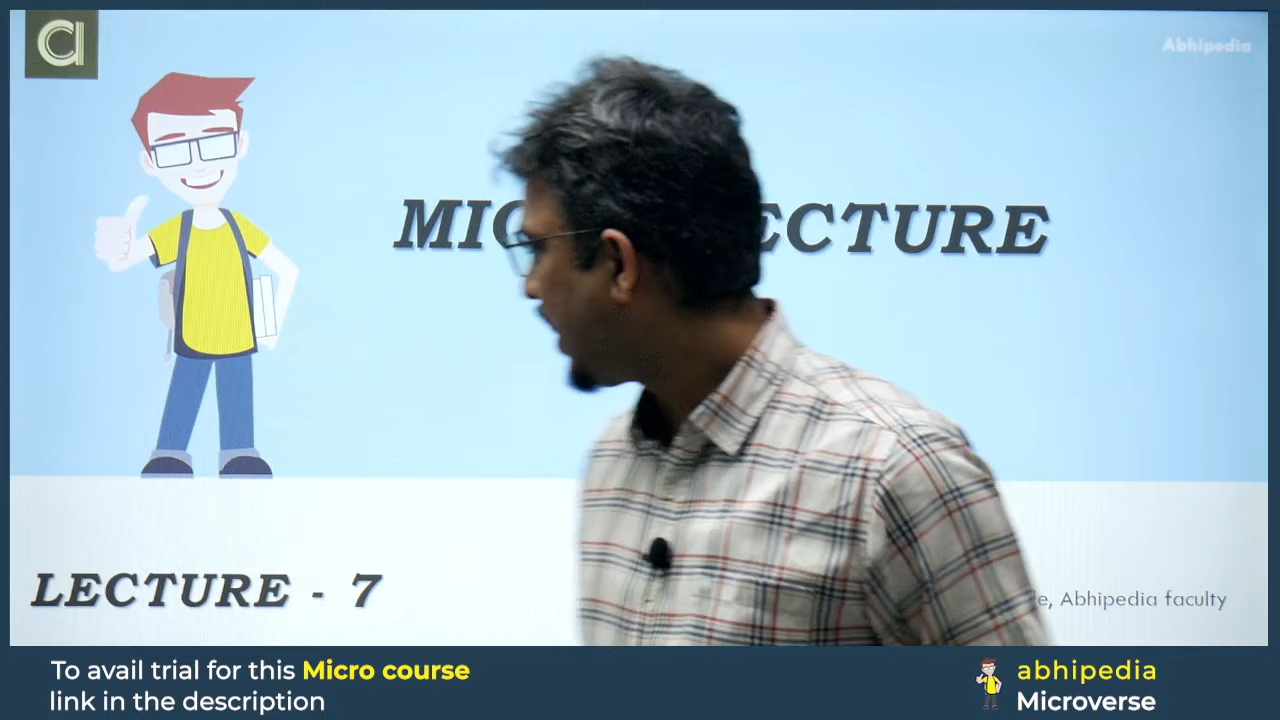 Abhipedia
MIC ECTURE
LECTURE - 7
e, Abhipedia faculty
To avail trial for this Micro course
link in the description
abhipedia
Microverse